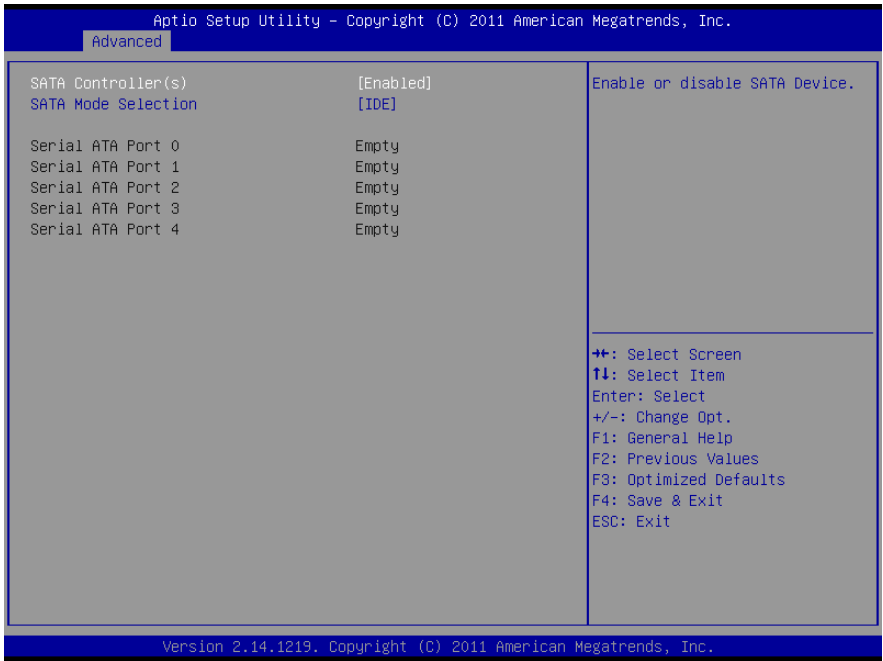 Aptio Setup Utility – Copyright (C) 2011 American Megatrends, Inc.
Advanced
SATA Controller(s) [Enabled]
SATA Mode Selection [IDE]
Serial ATA Port 0 Empty
Serial ATA Port 1 Empty
Serial ATA Port 2 Empty
Serial ATA Port 3 Empty
Serial ATA Port 4 Empty
Enable or disable SATA Device.
→←: Select Screen
↑↓: Select Item
Enter: Select
+/-: Change Opt.
F1: General Help
F2: Previous Values
F3: Optimized Defaults
F4: Save & Exit
ESC: Exit
Version 2.14.1219. Copyright (C) 2011 American Megatrends, Inc.